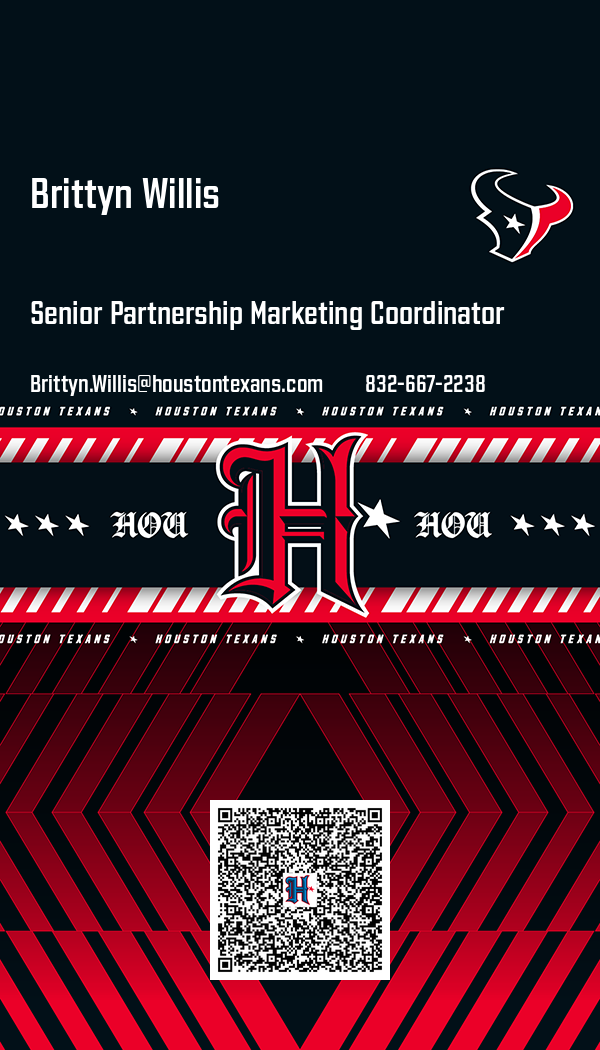 Brittyn Willis
Senior Partnership Marketing Coordinator
Brittyn.Willis@houstontexans.com 832-667-2238
HOUSTON TEXANS ★ HOUSTON TEXANS ★ HOUSTON TEXANS ★ HOUSTON TEXANS
★ ★ ★ HOU H★ HOU ★ ★ ★
HOUSTON TEXANS ★ HOUSTON TEXANS ★ HOUSTON TEXANS ★ HOUSTON TEXANS
H